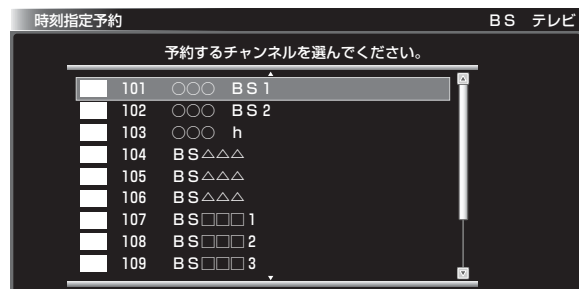 時刻指定予約 BS テレビ
予約するチャンネルを選んでください。
101 ○○○ BS1
102 ○○○ BS2
103 ○○○ h
104 BS△△△
105 BS△△△
106 BS△△△
107 BS□□□1
108 BS□□□2
109 BS□□□3